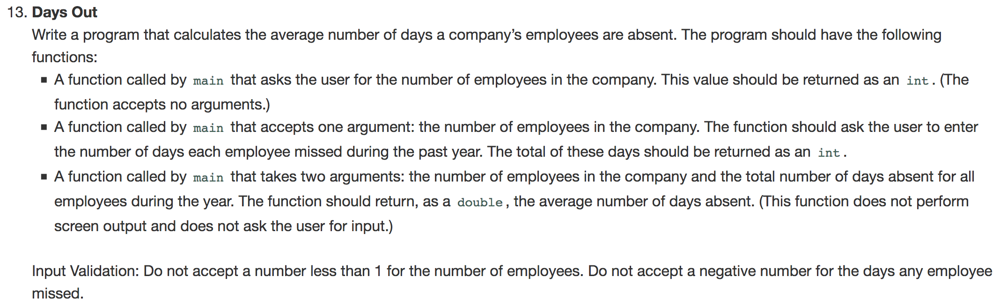 13. Days Out
Write a program that calculates the average number of days a company’s employees are absent. The program should have the following
functions:
▪ A function called by main that asks the user for the number of employees in the company. This value should be returned as an int. (The
function accepts no arguments.)
▪ A function called by main that accepts one argument: the number of employees in the company. The function should ask the user to enter
the number of days each employee missed during the past year. The total of these days should be returned as an int.
▪ A function called by main that takes two arguments: the number of employees in the company and the total number of days absent for all
employees during the year. The function should return, as a double, the average number of days absent. (This function does not perform
screen output and does not ask the user for input.)
Input Validation: Do not accept a number less than 1 for the number of employees. Do not accept a negative number for the days any employee
missed.